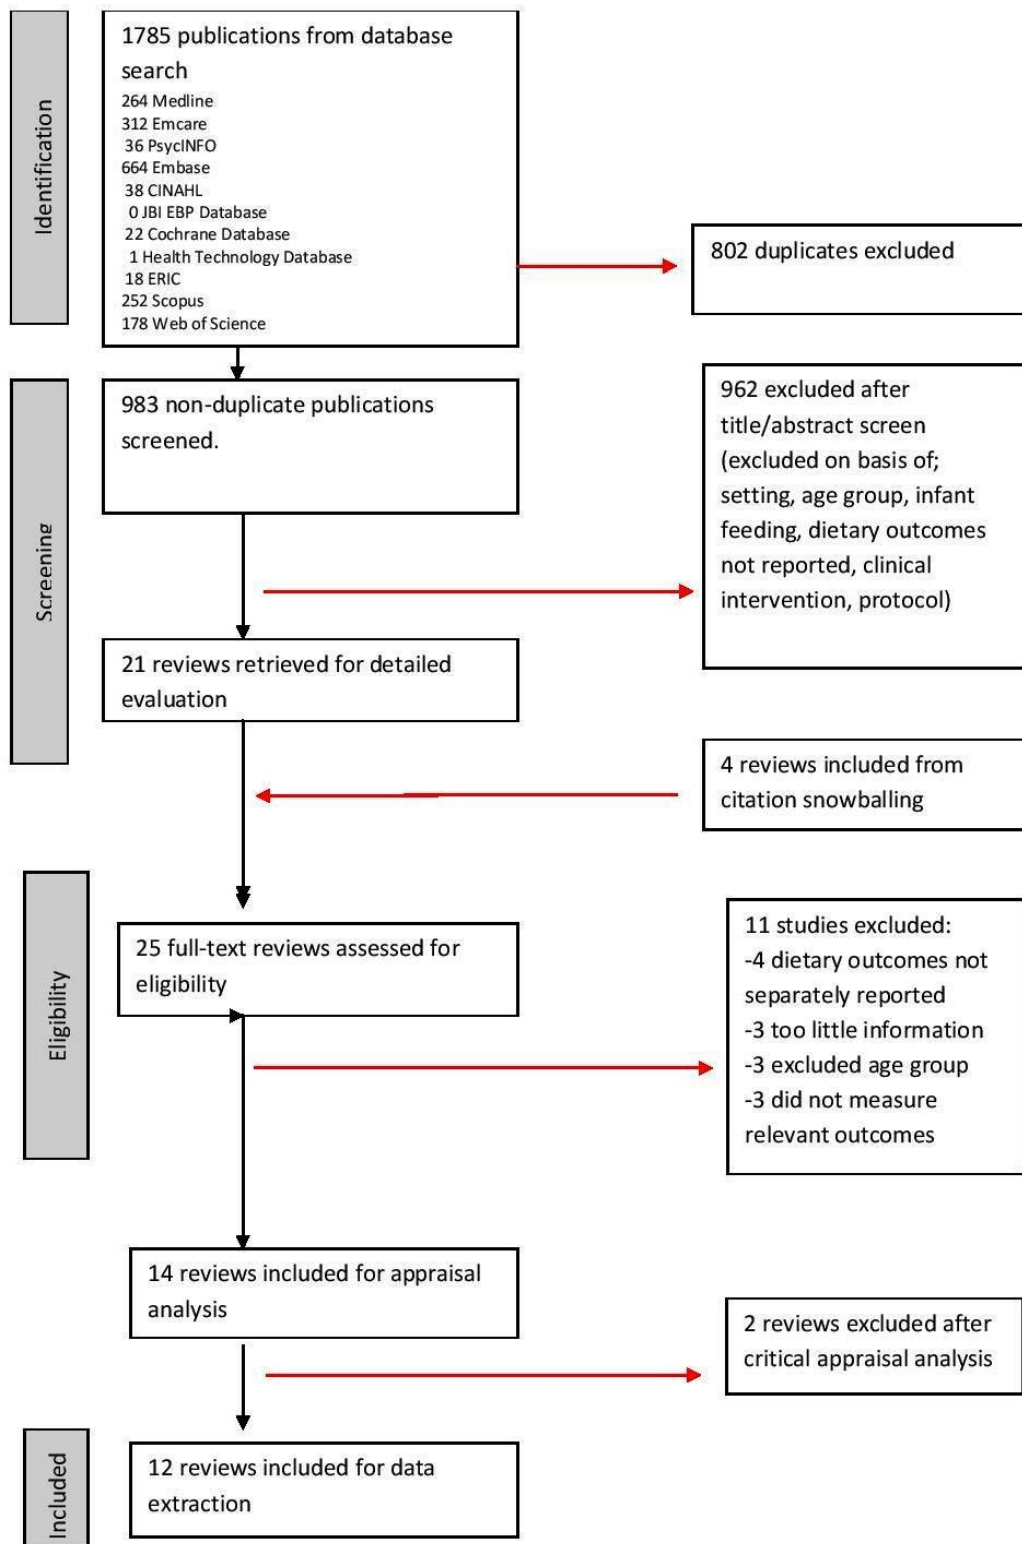 Identification
1785 publications from database
search
264 Medline
312 Emcare
36 PsycINFO
664 Embase
38 CINAHL
0 JBI EBP Database
22 Cochrane Database
1 Health Technology Database
18 ERIC
252 Scopus
178 Web of Science
802 duplicates excluded
Screening
983 non-duplicate publications
screened.
962 excluded after
title/abstract screen
(excluded on basis of;
setting, age group, infant
feeding, dietary outcomes
not reported, clinical
intervention, protocol)
21 reviews retrieved for detailed
evaluation
4 reviews included from
citation snowballing
Eligibility
25 full-text reviews assessed for
eligibility
11 studies excluded:
-4 dietary outcomes not
separately reported
-3 too little information
-3 excluded age group
-3 did not measure
relevant outcomes
14 reviews included for appraisal
analysis
2 reviews excluded after
critical appraisal analysis
Included
12 reviews included for data
extraction